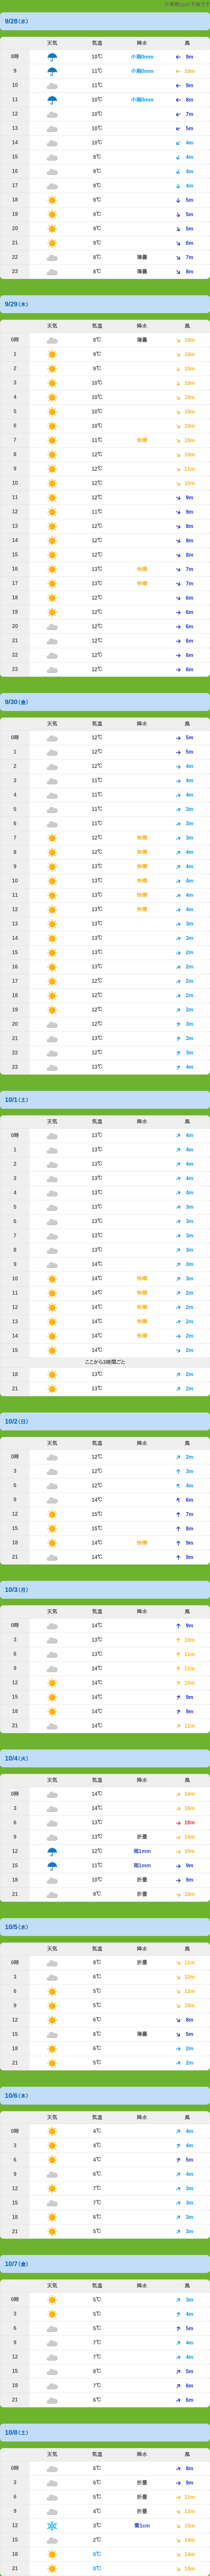 ※東館山の予報です
9/28(水)
天気 気温 降水 風
8時 10℃ 小雨0mm 9m
9 11℃ 小雨0mm 10m
10 11℃ 9m
11 10℃ 小雨0mm 8m
12 10℃ 7m
13 10℃ 5m
14 10℃ 4m
15 9℃ 4m
16 9℃ 4m
17 9℃ 4m
18 9℃ 5m
19 9℃ 5m
20 9℃ 5m
21 9℃ 6m
22 8℃ 薄曇 7m
23 8℃ 薄曇 8m
9/29(木)
天気 気温 降水 風
0時 8℃ 薄曇 10m
1 9℃ 10m
2 9℃ 10m
3 10℃ 10m
4 10℃ 10m
5 10℃ 10m
6 10℃ 10m
7 11℃ 快晴 10m
8 12℃ 10m
9 12℃ 11m
10 12℃ 10m
11 12℃ 9m
12 11℃ 9m
13 12℃ 8m
14 12℃ 8m
15 12℃ 8m
16 13℃ 快晴 7m
17 13℃ 快晴 7m
18 12℃ 6m
19 12℃ 6m
20 12℃ 6m
21 12℃ 6m
22 12℃ 6m
23 12℃ 6m
9/30(金)
天気 気温 降水 風
0時 12℃ 5m
1 12℃ 5m
2 12℃ 4m
3 11℃ 4m
4 11℃ 4m
5 11℃ 3m
6 11℃ 3m
7 12℃ 快晴 3m
8 12℃ 快晴 4m
9 13℃ 快晴 4m
10 13℃ 快晴 4m
11 13℃ 快晴 4m
12 13℃ 快晴 4m
13 13℃ 3m
14 13℃ 3m
15 13℃ 2m
16 13℃ 2m
17 12℃ 2m
18 12℃ 2m
19 12℃ 2m
20 12℃ 3m
21 13℃ 3m
22 12℃ 3m
23 13℃ 4m
10/1(土)
天気 気温 降水 風
0時 13℃ 4m
1 13℃ 4m
2 13℃ 4m
3 13℃ 4m
4 13℃ 4m
5 13℃ 3m
6 13℃ 3m
7 13℃ 3m
8 13℃ 3m
9 14℃ 3m
10 14℃ 快晴 3m
11 14℃ 快晴 2m
12 14℃ 快晴 2m
13 14℃ 快晴 2m
14 14℃ 快晴 2m
15 14℃ 2m
ここから3時間ごと
18 13℃ 2m
21 13℃ 2m
10/2(日)
天気 気温 降水 風
0時 12℃ 2m
3 12℃ 3m
6 12℃ 4m
9 14℃ 6m
12 15℃ 7m
15 15℃ 8m
18 14℃ 快晴 9m
21 14℃ 9m
10/3(月)
天気 気温 降水 風
0時 14℃ 9m
3 13℃ 10m
6 13℃ 11m
9 14℃ 11m
12 14℃ 10m
15 14℃ 9m
18 14℃ 9m
21 14℃ 11m
10/4(火)
天気 気温 降水 風
0時 14℃ 14m
3 14℃ 16m
6 13℃ 18m
9 13℃ 折曇 14m
12 12℃ 雨1mm 10m
15 11℃ 雨1mm 9m
18 10℃ 折曇 9m
21 9℃ 折曇 10m
10/5(水)
天気 気温 降水 風
0時 8℃ 折曇 11m
3 6℃ 12m
6 5℃ 12m
9 5℃ 10m
12 6℃ 8m
15 6℃ 薄曇 5m
18 6℃ 2m
21 5℃ 2m
10/6(木)
天気 気温 降水 風
0時 4℃ 4m
3 4℃ 4m
6 4℃ 5m
9 6℃ 4m
12 7℃ 3m
15 7℃ 3m
18 6℃ 3m
21 5℃ 3m
10/7(金)
天気 気温 降水 風
0時 5℃ 3m
3 5℃ 4m
6 5℃ 5m
9 7℃ 4m
12 7℃ 4m
15 8℃ 5m
18 7℃ 6m
21 6℃ 6m
10/8(土)
天気 気温 降水 風
0時 6℃ 8m
3 6℃ 折曇 9m
6 5℃ 折曇 11m
9 4℃ 折曇 13m
12 3℃ 雪1cm 15m
15 2℃ 14m
18 0℃ 14m
21 0℃ 14m